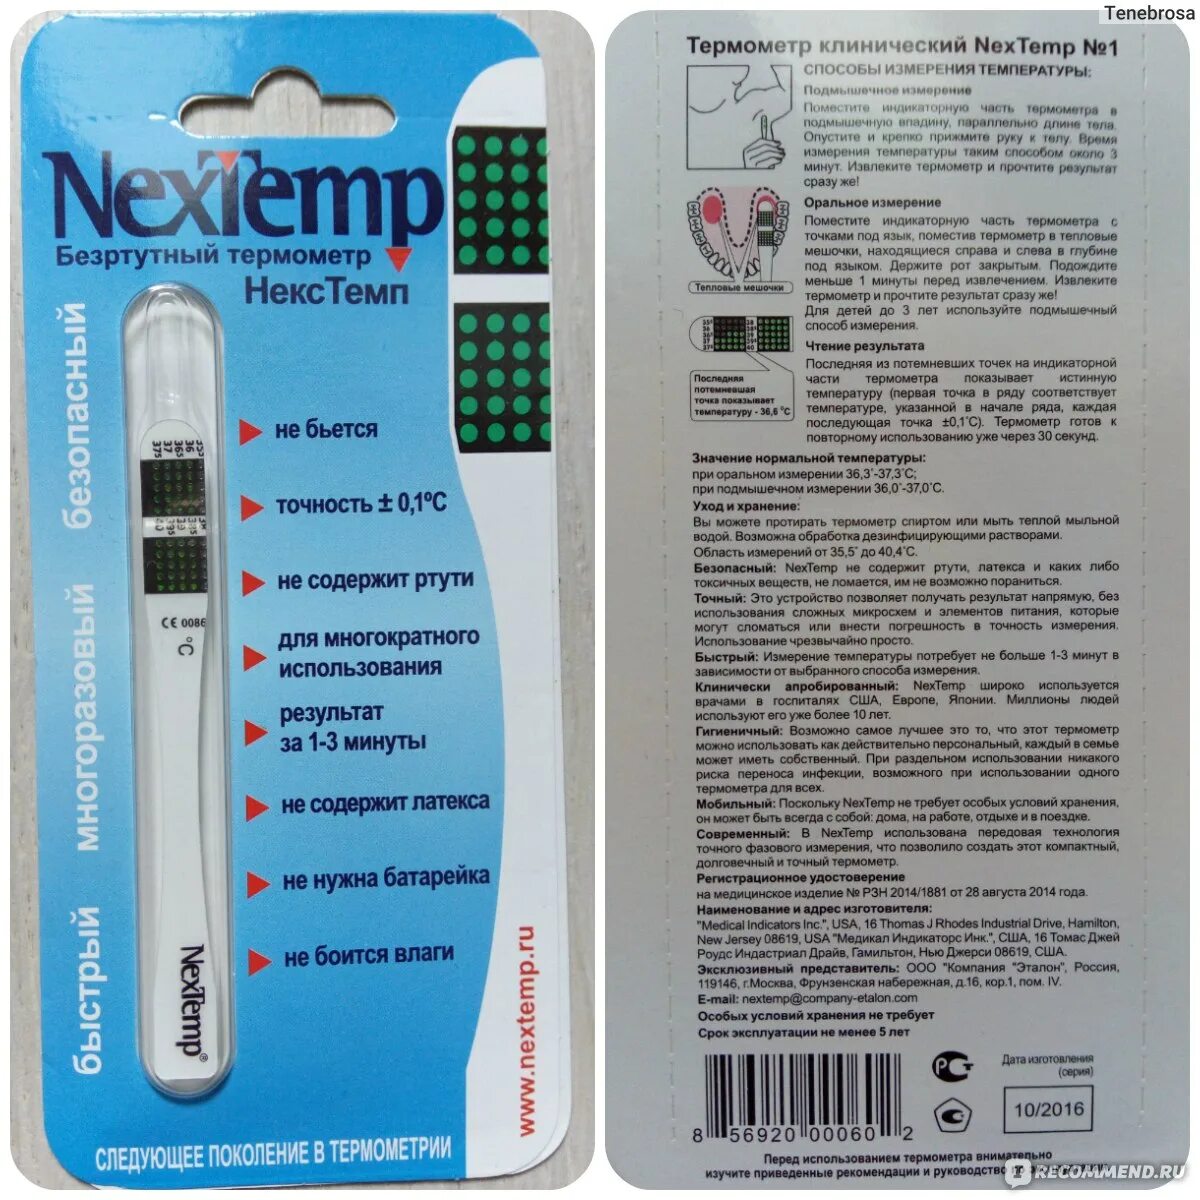 Tenebrosa
NexTemp
Безртутный термометр
НексТемп
безопасный
многоразовый
быстрый
не бьется
точность ± 0,1°C
не содержит ртути
для многократного
использования
результат
за 1-3 минуты
не содержит латекса
не нужна батарейка
не боится влаги
355
36
365
37
375
38
385
39
395
40
CE 0086
°C
NexTemp®
www.nextemp.ru
СЛЕДУЮЩЕЕ ПОКОЛЕНИЕ В ТЕРМОМЕТРИИ
Термометр клинический NexTemp №1
СПОСОБЫ ИЗМЕРЕНИЯ ТЕМПЕРАТУРЫ:
Подмышечное измерение
Поместите индикаторную часть термометра в
подмышечную впадину, параллельно длине тела.
Опустите и крепко прижмите руку к телу. Время
измерения температуры таким способом около 3
минут. Извлеките термометр и прочтите результат
сразу же!
Оральное измерение
Поместите индикаторную часть термометра с
точками под язык, поместив термометр в тепловые
мешочки, находящиеся справа и слева в глубине
под языком. Держите рот закрытым. Подождите
меньше 1 минуты перед извлечением. Извлеките
термометр и прочтите результат сразу же!
Для детей до 3 лет используйте подмышечный
способ измерения.
Тепловые мешочки
Чтение результата
Последняя из потемневших точек на индикаторной
части термометра показывает истинную
температуру (первая точка в ряду соответствует
температуре, указанной в начале ряда, каждая
последующая точка ±0,1°С). Термометр готов к
повторному использованию уже через 30 секунд.
Последняя
потемневшая
точка показывает
температуру - 36,6 °C
Значение нормальной температуры:
при оральном измерении 36,3°-37,3°С;
при подмышечном измерении 36,0°-37,0°С.
Уход и хранение:
Вы можете протирать термометр спиртом или мыть теплой мыльной
водой. Возможна обработка дезинфицирующими растворами.
Область измерений от 35,5° до 40,4°С.
Безопасный: NexTemp не содержит ртути, латекса и каких либо
токсичных веществ, не ломается, им не возможно пораниться.
Точный: Это устройство позволяет получать результат напрямую, без
использования сложных микросхем и элементов питания, которые
могут сломаться или внести погрешность в точность измерения.
Использование чрезвычайно просто.
Быстрый: Измерение температуры потребует не больше 1-3 минут в
зависимости от выбранного способа измерения.
Клинически апробированный: NexTemp широко используется
врачами в госпиталях США, Европе, Японии. Миллионы людей
используют его уже более 10 лет.
Гигиеничный: Возможно самое лучшее это то, что этот термометр
можно использовать как действительно персональный, каждый в семье
может иметь собственный. При раздельном использовании никакого
риска переноса инфекции, возможного при использовании одного
термометра для всех.
Мобильный: Поскольку NexTemp не требует особых условий хранения,
он может быть всегда с собой: дома, на работе, отдыхе и в поездке.
Современный: В NexTemp использована передовая технология
точного фазового измерения, что позволило создать этот компактный,
долговечный и точный термометр.
Регистрационное удостоверение
на медицинское изделие № РЗН 2014/1881 от 28 августа 2014 года.
Наименование и адрес изготовителя:
"Medical Indicators Inc.", USA, 16 Thomas J Rhodes Industrial Drive, Hamilton,
New Jersey 08619, USA "Медикал Индикаторс Инк.", США, 16 Томас Джей
Роудс Индастриал Драйв, Гамильтон, Нью Джерси 08619, США.
Эксклюзивный представитель: ООО "Компания "Эталон", Россия,
119146, г.Москва, Фрунзенская набережная, д.16, кор.1, пом. IV.
E-mail: nextemp@company-etalon.com
Особых условий хранения не требует
Срок эксплуатации не менее 5 лет
8 56920 00060 2
РСТ
Дата изготовления
(серия)
10/2016
Перед использованием термометра внимательно
изучите приведенные рекомендации и руководство
RECOMMEND.RU